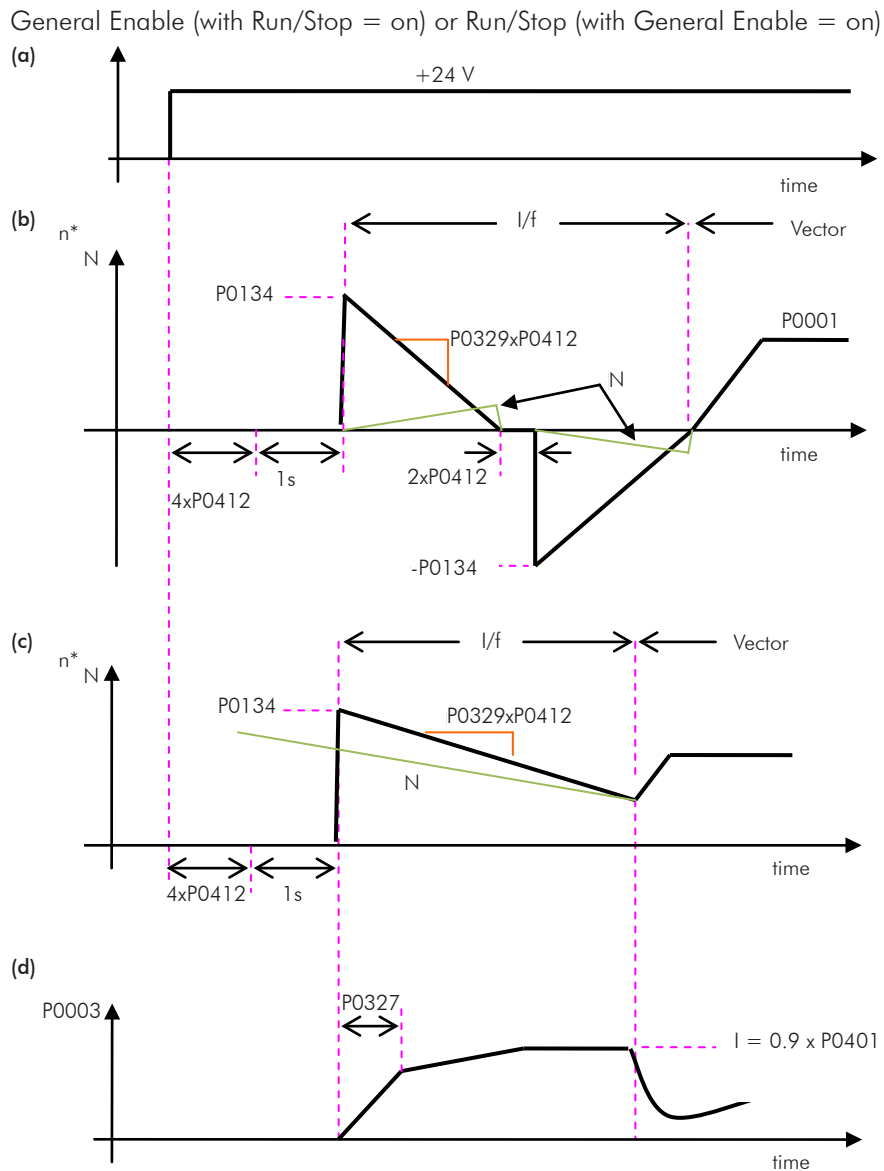 General Enable (with Run/Stop = on) or Run/Stop (with General Enable = on)
(a)
+24 V
time
(b)
n*
N
I/f
Vector
P0134
P0329xP0412
P0001
N
time
4xP0412
1s
2xP0412
-P0134
(c)
n*
N
I/f
Vector
P0134
P0329xP0412
N
time
4xP0412
1s
(d)
P0003
P0327
I = 0.9 x P0401
time